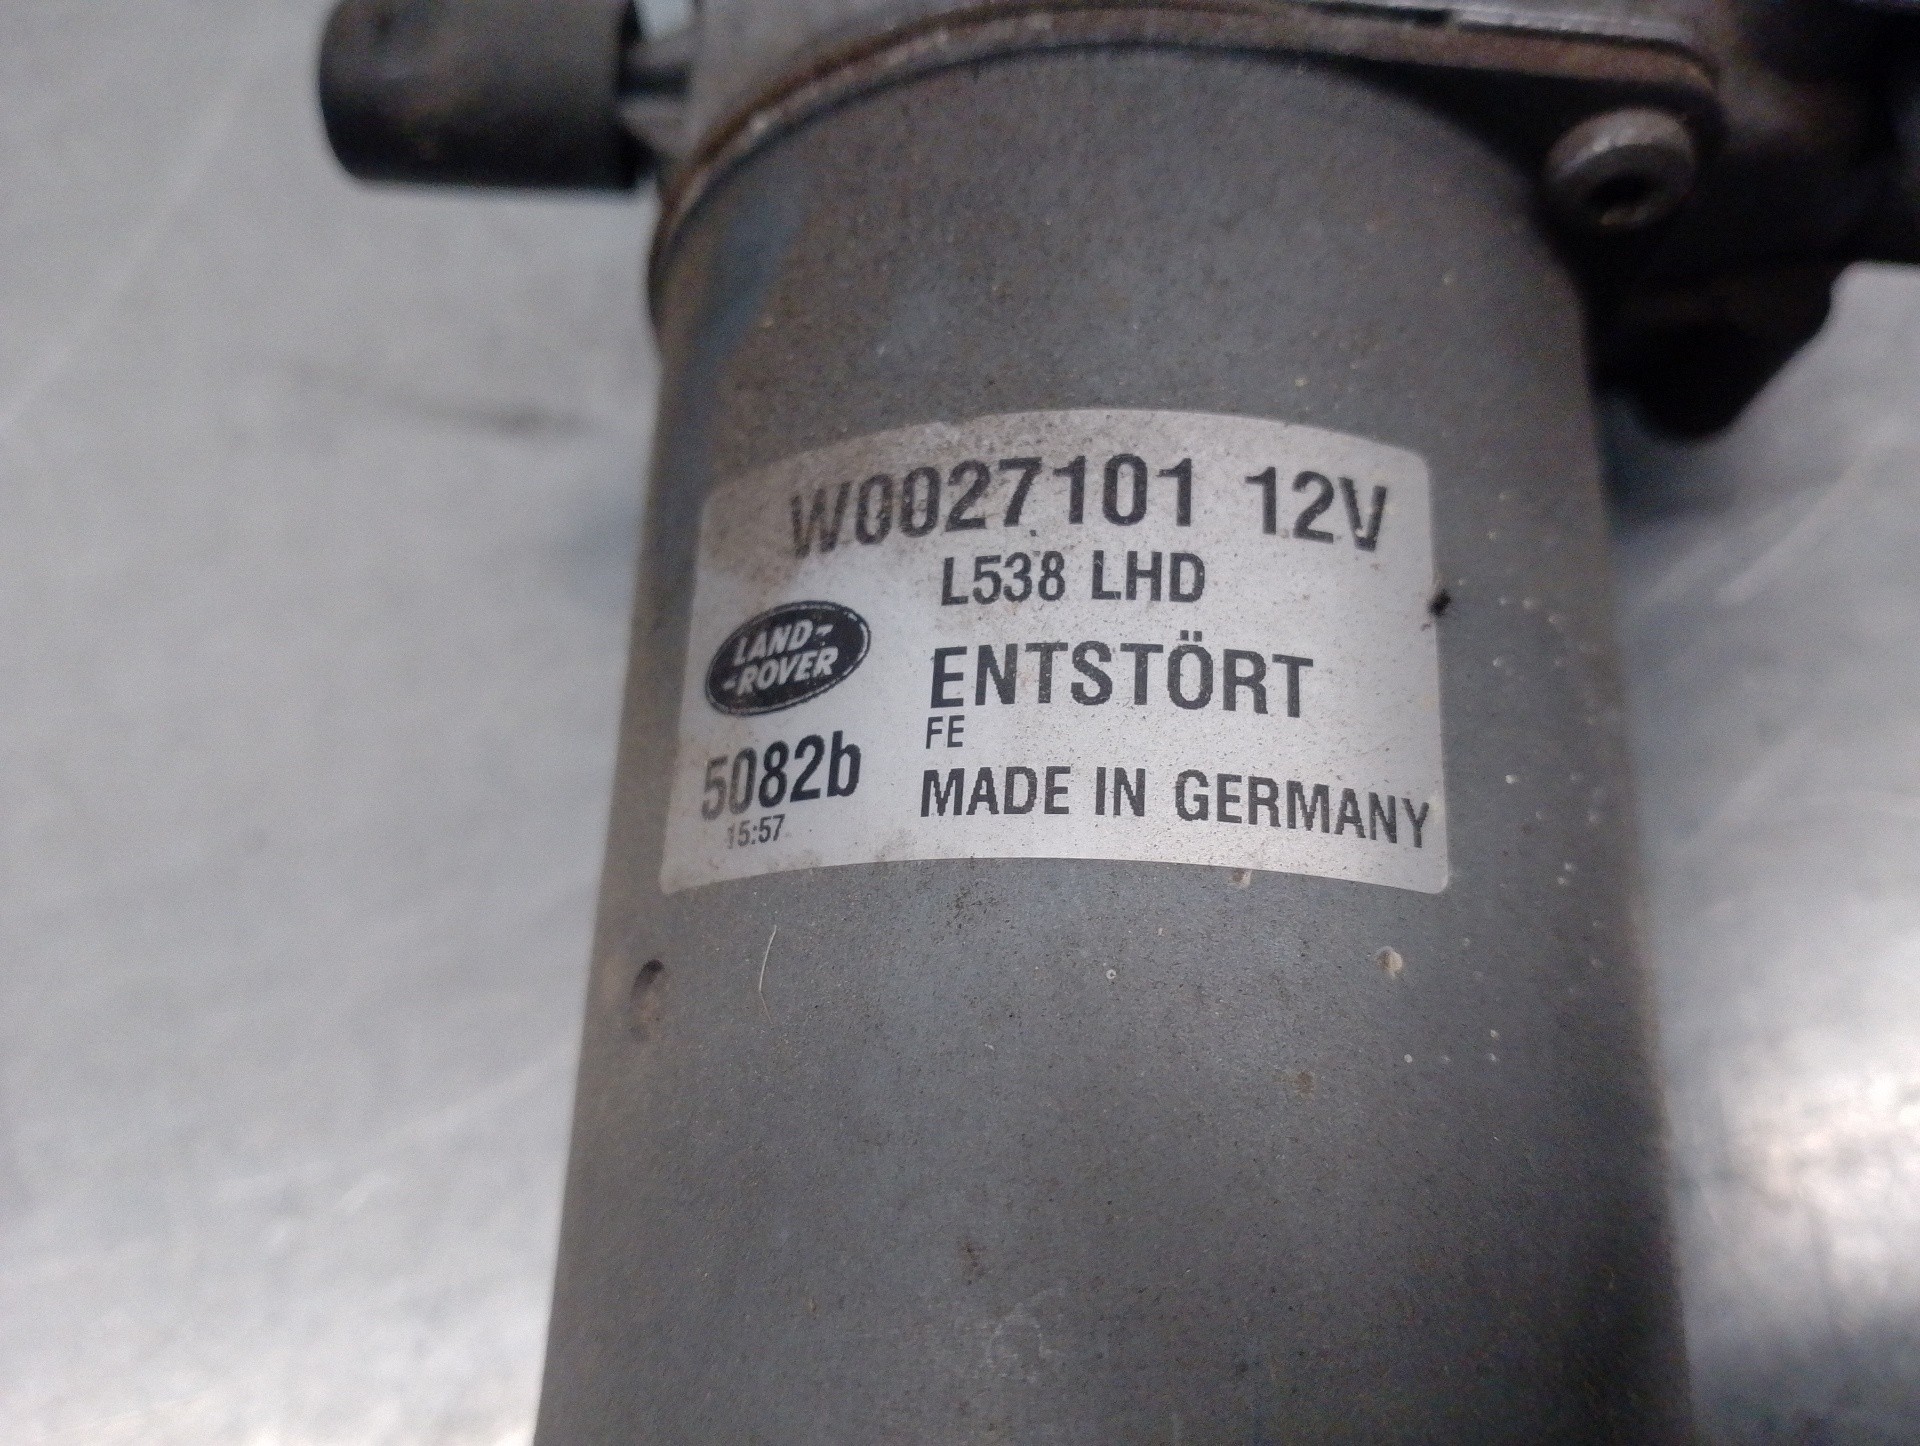 W0027101 12V
L538 LHD
LAND-
-ROVER
ENTSTÖRT
FE
5082b
MADE IN GERMANY
15:57